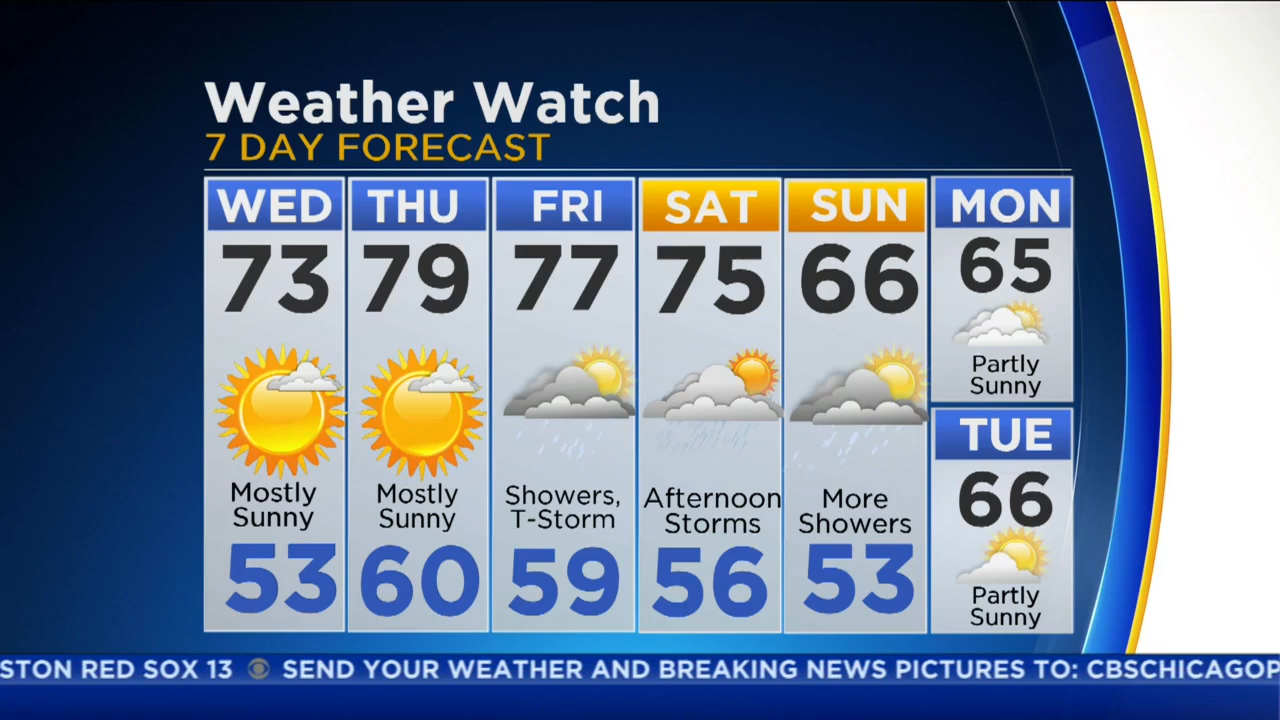 Weather Watch
7 DAY FORECAST
WED
73
Mostly
Sunny
53
THU
79
Mostly
Sunny
60
FRI
77
Showers,
T-Storm
59
SAT
75
Afternoon
Storms
56
SUN
66
More
Showers
53
MON
65
Partly
Sunny
TUE
66
Partly
Sunny
STON RED SOX 13 SEND YOUR WEATHER AND BREAKING NEWS PICTURES TO: CBSCHICAGOP